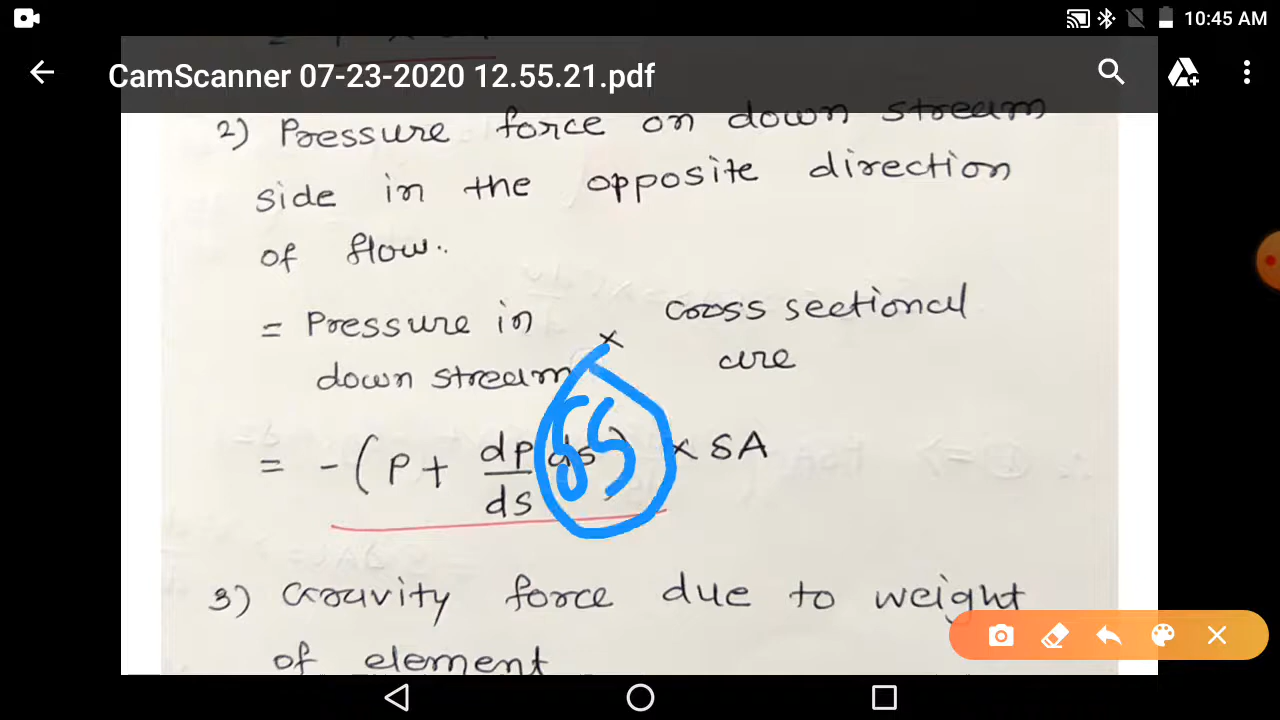 10:45 AM
CamScanner 07-23-2020 12.55.21.pdf
2) Pressure force on down stream
side in the opposite direction
of flow..
= Pressure in × cross sectional
down stream are
= -(P + dp/ds ds) × δA
δS
3) Gravity force due to weight
of element